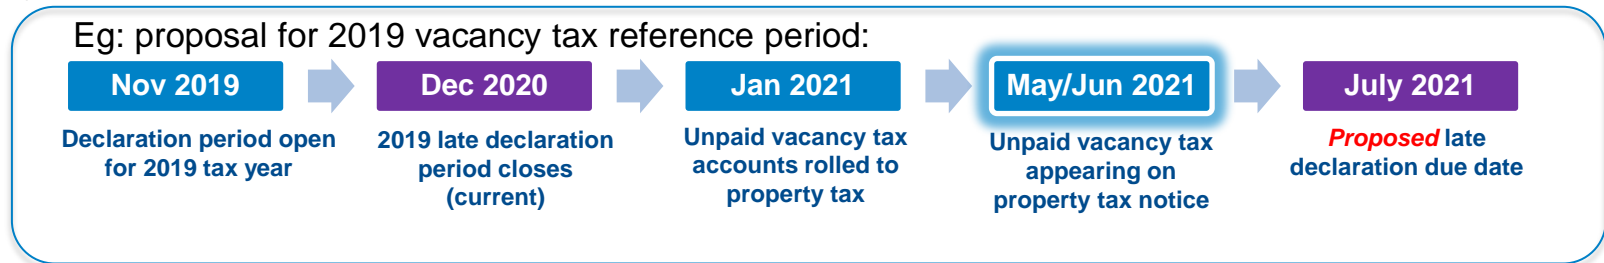 Eg: proposal for 2019 vacancy tax reference period:
Nov 2019
Dec 2020
Jan 2021
May/Jun 2021
July 2021
Declaration period open
for 2019 tax year
2019 late declaration
period closes
(current)
Unpaid vacancy tax
accounts rolled to
property tax
Unpaid vacancy tax
appearing on
property tax notice
Proposed late
declaration due date